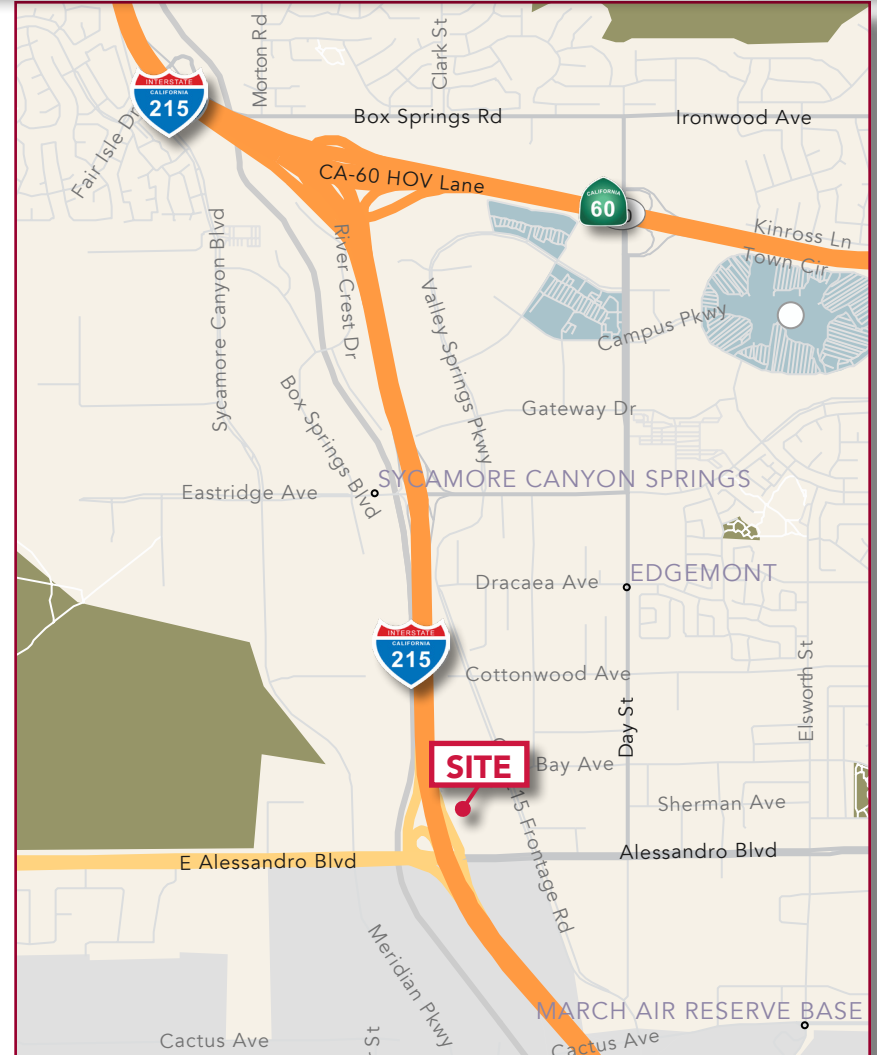 Morton Rd
Clark St
INTERSTATE
CALIFORNIA
215
Fair Isle Dr
Box Springs Rd
Ironwood Ave
CA-60 HOV Lane
CALIFORNIA
60
Kinross Ln
Town Cir
Sycamore Canyon Blvd
River Crest Dr
Valley Springs Pkwy
Campus Pkwy
Box Springs Blvd
Gateway Dr
SYCAMORE CANYON SPRINGS
Eastridge Ave
Dracaea Ave
EDGEMONT
INTERSTATE
CALIFORNIA
215
Cottonwood Ave
Elsworth St
Day St
SITE
Bay Ave
215 Frontage Rd
Sherman Ave
E Alessandro Blvd
Alessandro Blvd
Meridian Pkwy
MARCH AIR RESERVE BASE
Cactus Ave
St
Cactus Ave